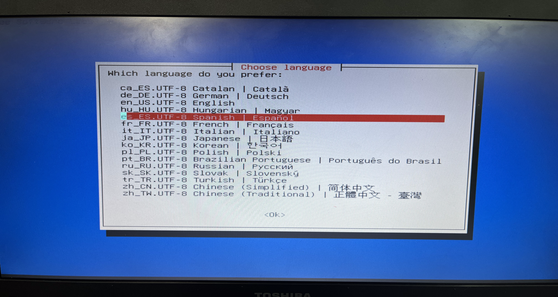 Choose language
Which language do you prefer:
ca_ES.UTF-8 Catalan | Català
de_DE.UTF-8 German | Deutsch
en_US.UTF-8 English
hu_HU.UTF-8 Hungarian | Magyar
es_ES.UTF-8 Spanish | Español
fr_FR.UTF-8 French | Français
it_IT.UTF-8 Italian | Italiano
ja_JP.UTF-8 Japanese | 日本語
ko_KR.UTF-8 Korean | 한국어
pl_PL.UTF-8 Polish | Polski
pt_BR.UTF-8 Brazilian Portuguese | Português do Brasil
ru_RU.UTF-8 Russian | Русский
sk_SK.UTF-8 Slovak | Slovenský
tr_TR.UTF-8 Turkish | Türkçe
zh_CN.UTF-8 Chinese (Simplified) | 简体中文
zh_TW.UTF-8 Chinese (Traditional) | 正體中文 - 臺灣
<Ok>
TOSHIBA